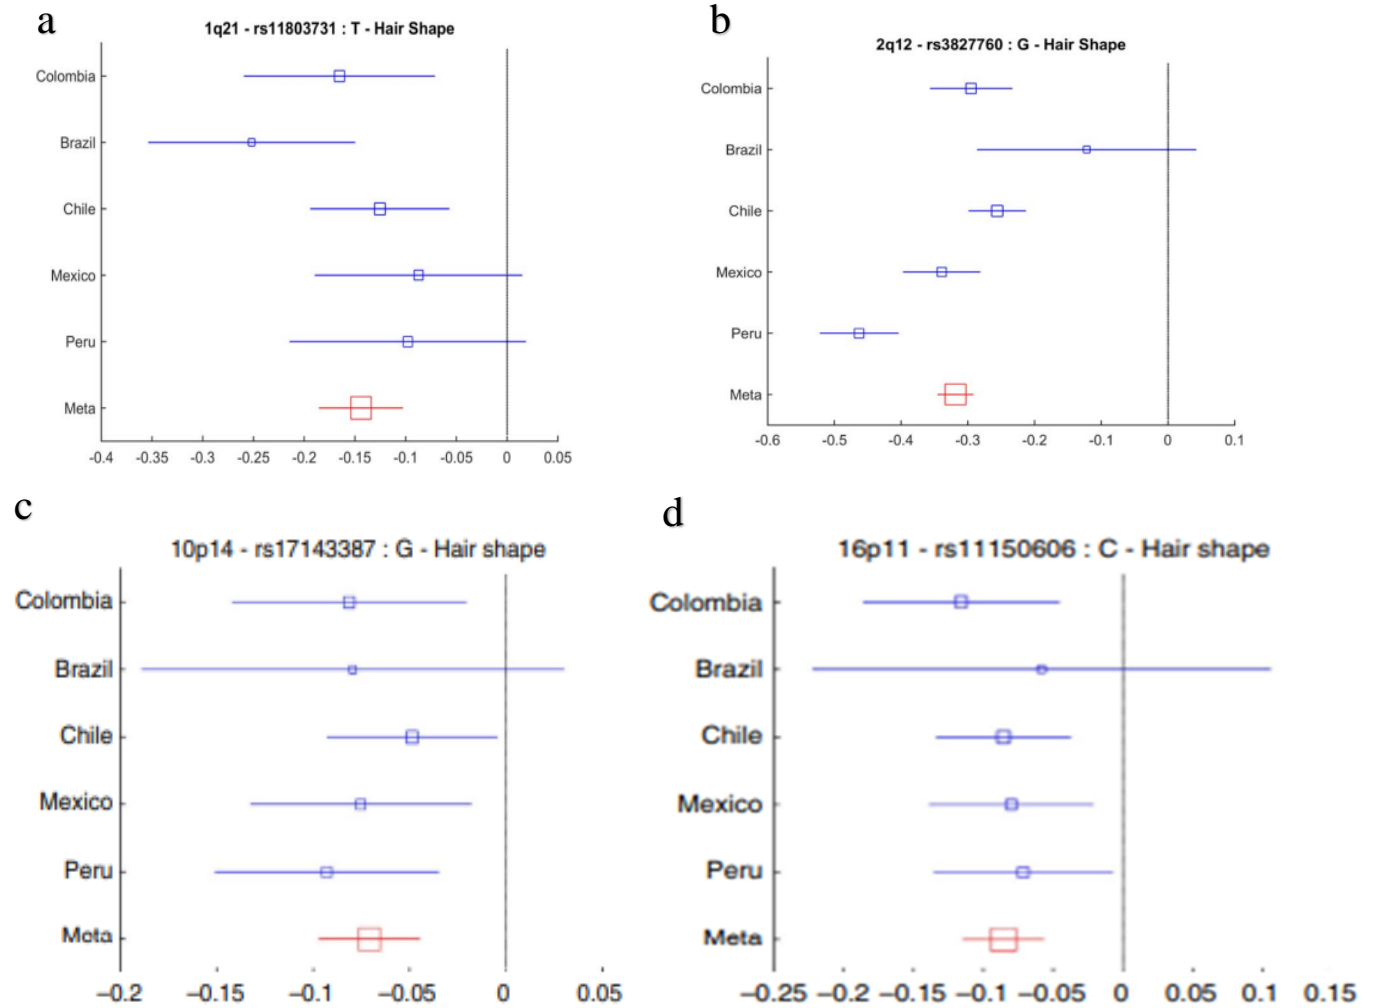 a
1q21 - rs11803731 : T - Hair Shape
Colombia
Brazil
Chile
Mexico
Peru
Meta
-0.4 -0.35 -0.3 -0.25 -0.2 -0.15 -0.1 -0.05 0 0.05
b
2q12 - rs3827760 : G - Hair Shape
Colombia
Brazil
Chile
Mexico
Peru
Meta
-0.6 -0.5 -0.4 -0.3 -0.2 -0.1 0 0.1
c
10p14 - rs17143387 : G - Hair shape
Colombia
Brazil
Chile
Mexico
Peru
Meta
−0.2 −0.15 −0.1 −0.05 0 0.05
d
16p11 - rs11150606 : C - Hair shape
Colombia
Brazil
Chile
Mexico
Peru
Meta
−0.25 −0.2 −0.15 −0.1 −0.05 0 0.05 0.1 0.15